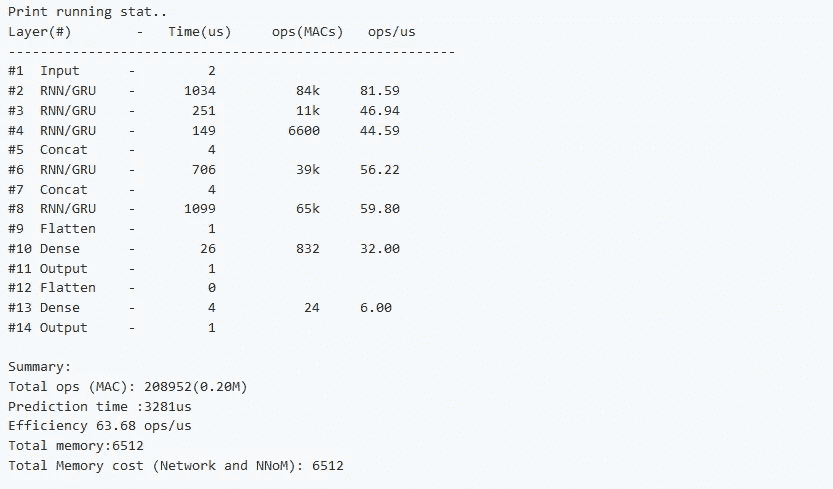 Print running stat..
Layer(#)        -   Time(us)     ops(MACs)   ops/us
--------------------------------------------------------
#1  Input      -         2
#2  RNN/GRU    -      1034          84k     81.59
#3  RNN/GRU    -       251          11k     46.94
#4  RNN/GRU    -       149         6600     44.59
#5  Concat     -         4
#6  RNN/GRU    -       706          39k     56.22
#7  Concat     -         4
#8  RNN/GRU    -      1099          65k     59.80
#9  Flatten    -         1
#10 Dense      -        26          832     32.00
#11 Output     -         1
#12 Flatten    -         0
#13 Dense      -         4           24     6.00
#14 Output     -         1
Summary:
Total ops (MAC): 208952(0.20M)
Prediction time :3281us
Efficiency 63.68 ops/us
Total memory:6512
Total Memory cost (Network and NNoM): 6512